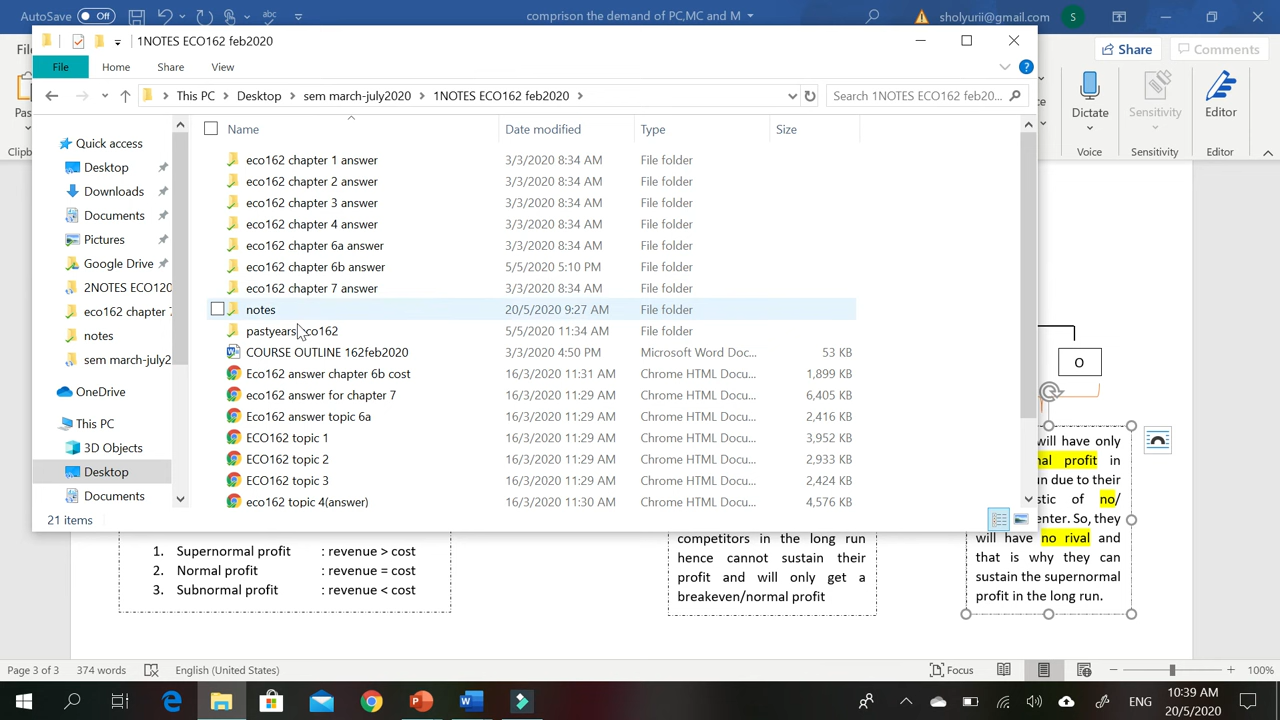 AutoSave Off
comprison the demand of PC,MC and M
sholyurii@gmail.com
S
1NOTES ECO162 feb2020
File
Home
Share
View
Share
Comments
This PC
Desktop
sem march-july2020
1NOTES ECO162 feb2020
Search 1NOTES ECO162 feb20...
Dictate
Sensitivity
Editor
Voice
Sensitivity
Editor
Name
Date modified
Type
Size
Quick access
Desktop
Downloads
Documents
Pictures
Google Drive
2NOTES ECO120
eco162 chapter 7
notes
sem march-july2
OneDrive
This PC
3D Objects
Desktop
Documents
eco162 chapter 1 answer 3/3/2020 8:34 AM File folder
eco162 chapter 2 answer 3/3/2020 8:34 AM File folder
eco162 chapter 3 answer 3/3/2020 8:34 AM File folder
eco162 chapter 4 answer 3/3/2020 8:34 AM File folder
eco162 chapter 6a answer 3/3/2020 8:34 AM File folder
eco162 chapter 6b answer 5/5/2020 5:10 PM File folder
eco162 chapter 7 answer 3/3/2020 8:34 AM File folder
notes 20/5/2020 9:27 AM File folder
pastyears eco162 5/5/2020 11:34 AM File folder
COURSE OUTLINE 162feb2020 3/3/2020 4:50 PM Microsoft Word Doc... 53 KB
Eco162 answer chapter 6b cost 16/3/2020 11:31 AM Chrome HTML Docu... 1,899 KB
eco162 answer for chapter 7 16/3/2020 11:29 AM Chrome HTML Docu... 6,405 KB
Eco162 answer topic 6a 16/3/2020 11:29 AM Chrome HTML Docu... 2,416 KB
ECO162 topic 1 16/3/2020 11:29 AM Chrome HTML Docu... 3,952 KB
ECO162 topic 2 16/3/2020 11:29 AM Chrome HTML Docu... 2,933 KB
ECO162 topic 3 16/3/2020 11:29 AM Chrome HTML Docu... 2,424 KB
eco162 topic 4(answer) 16/3/2020 11:30 AM Chrome HTML Docu... 4,576 KB
21 items
O
will have only
profit in
due to their
of no/
enter. So, they
will have no rival and
that is why they can
sustain the supernormal
profit in the long run.
1. Supernormal profit : revenue > cost
2. Normal profit : revenue = cost
3. Subnormal profit : revenue < cost
competitors in the long run
hence cannot sustain their
profit and will only get a
breakeven/normal profit
Page 3 of 3
374 words
English (United States)
Focus
100%
ENG
10:39 AM
20/5/2020